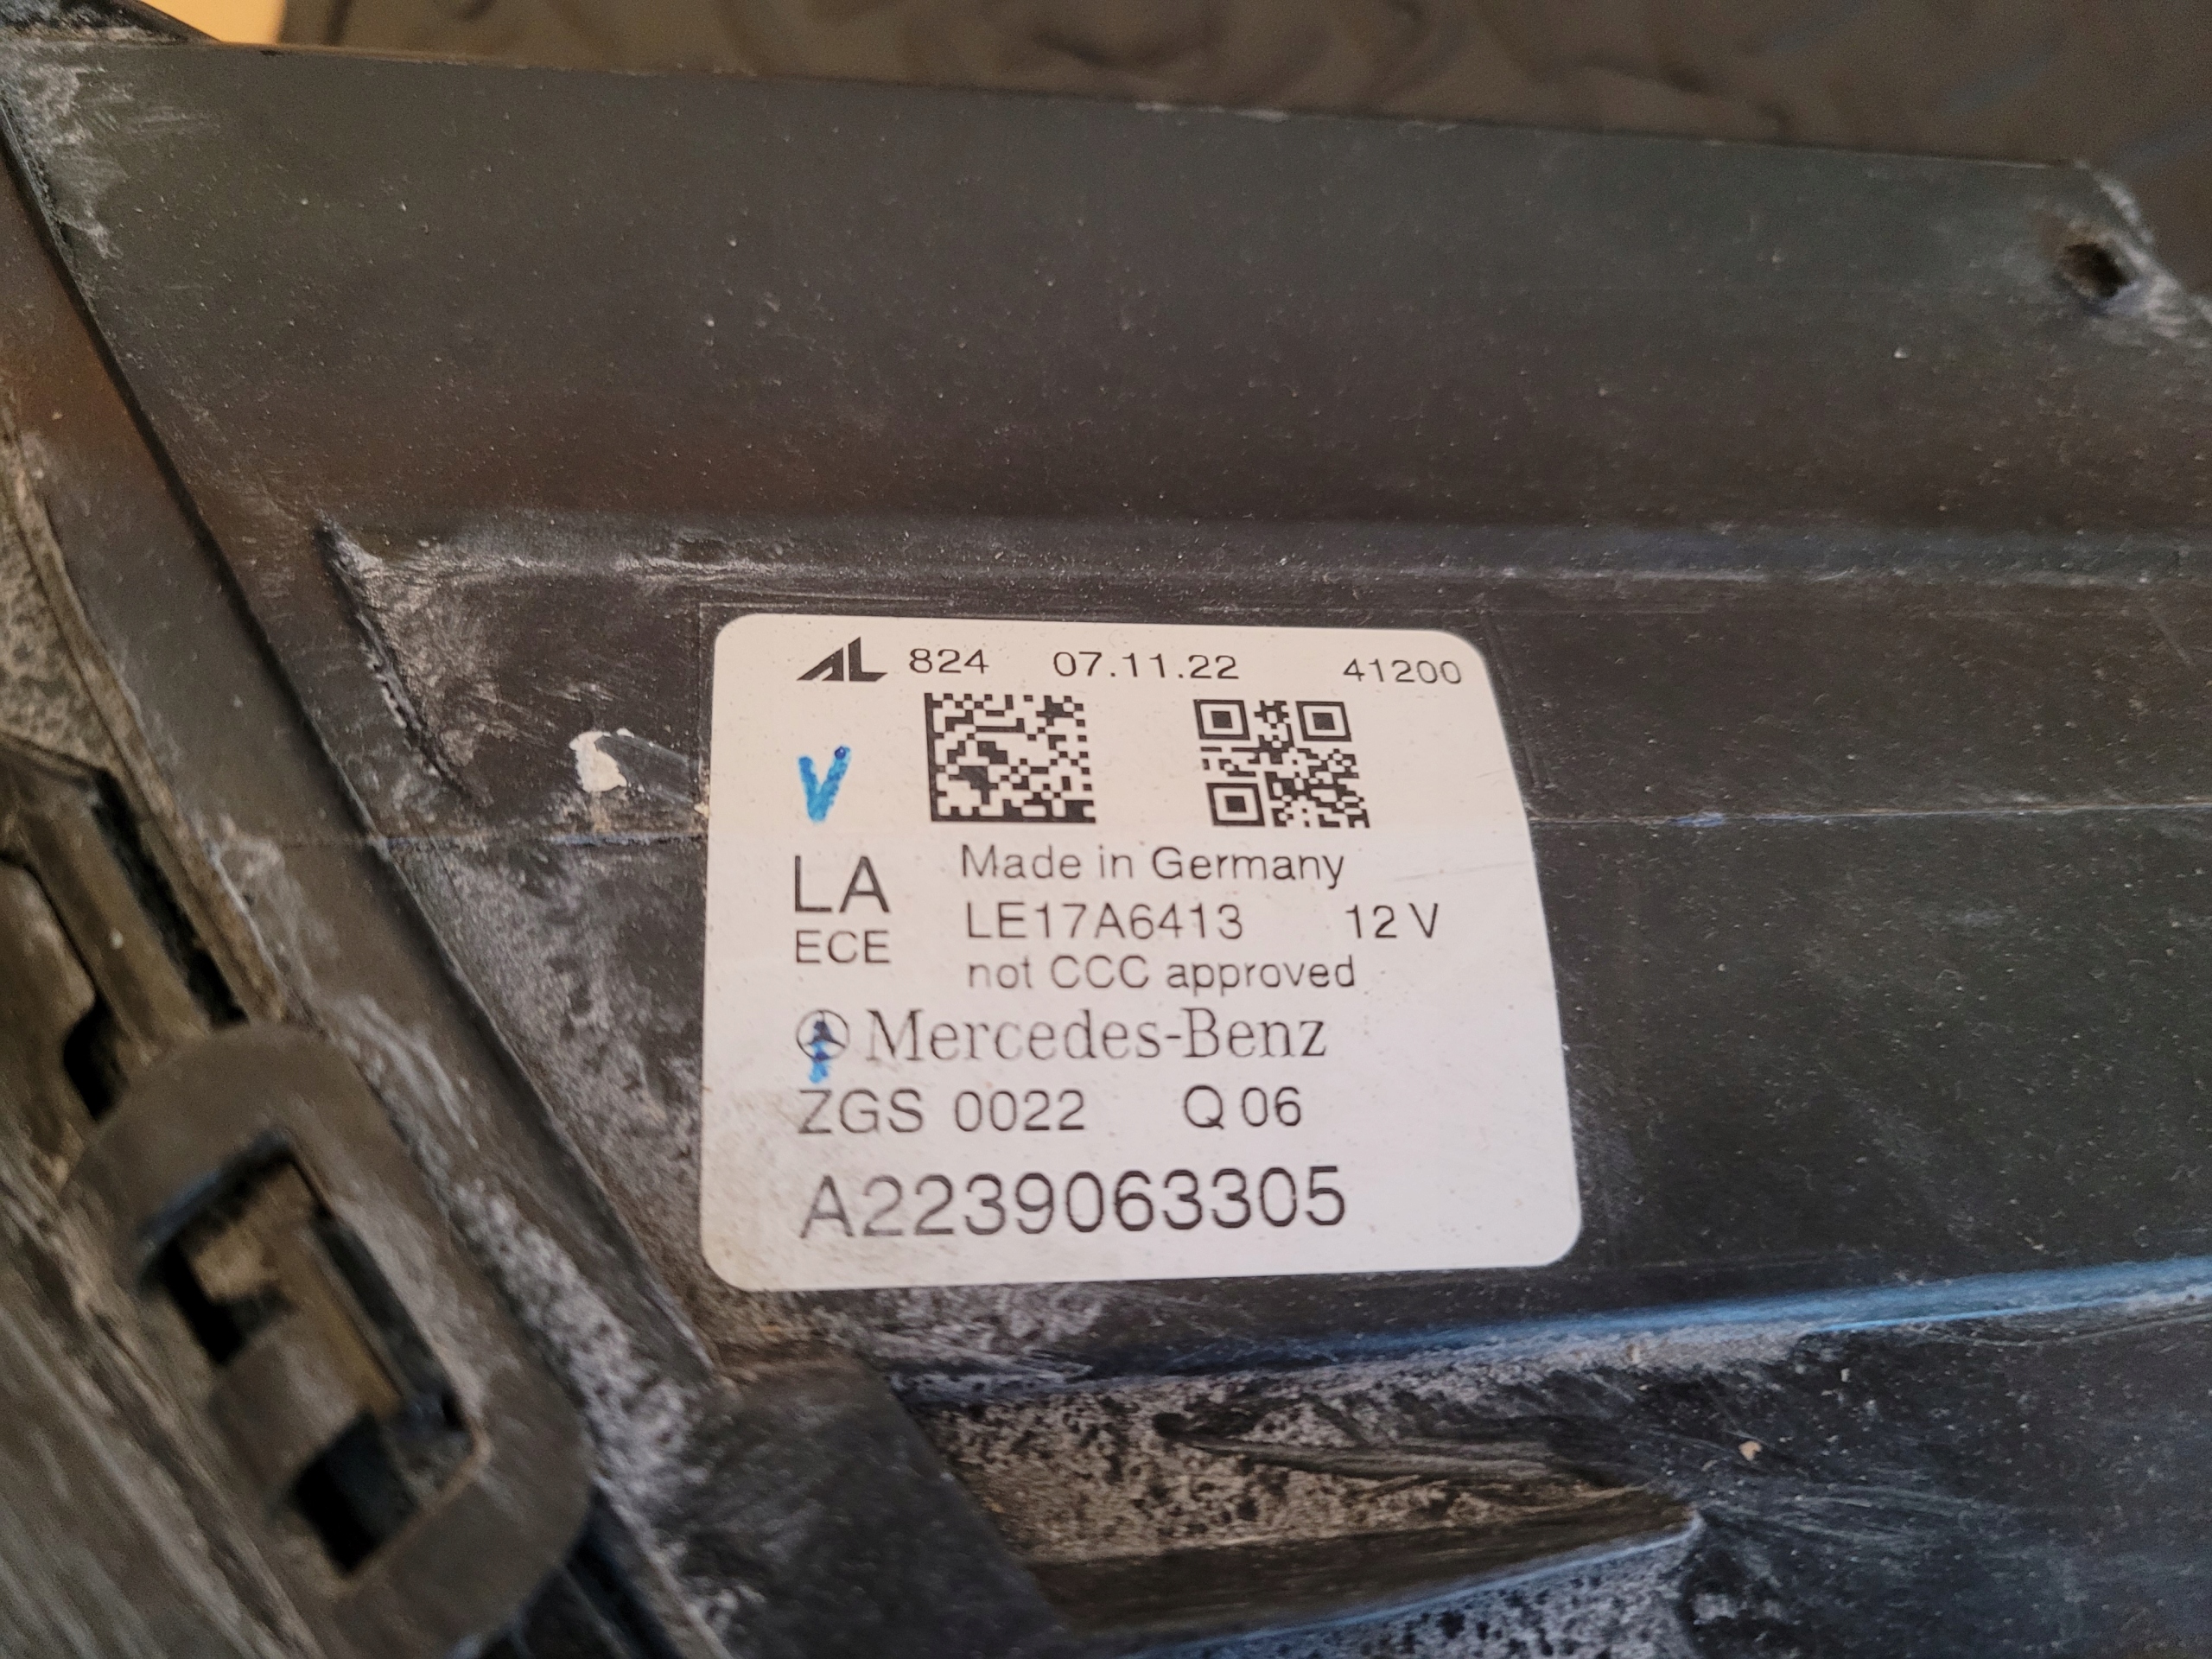 AL 824 07.11.22 41200
V
LA Made in Germany
LE17A6413 12 V
ECE not CCC approved
Mercedes-Benz
ZGS 0022 Q 06
A2239063305